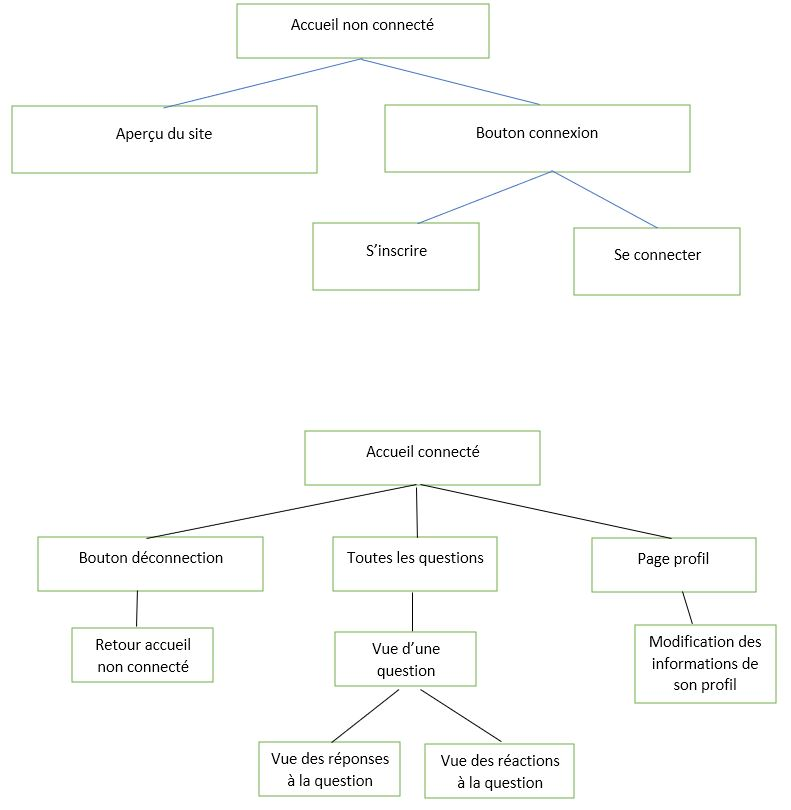 Accueil non connecté
Aperçu du site
Bouton connexion
S’inscrire
Se connecter
Accueil connecté
Bouton déconnection
Toutes les questions
Page profil
Retour accueil
non connecté
Vue d’une
question
Modification des
informations de
son profil
Vue des réponses
à la question
Vue des réactions
à la question